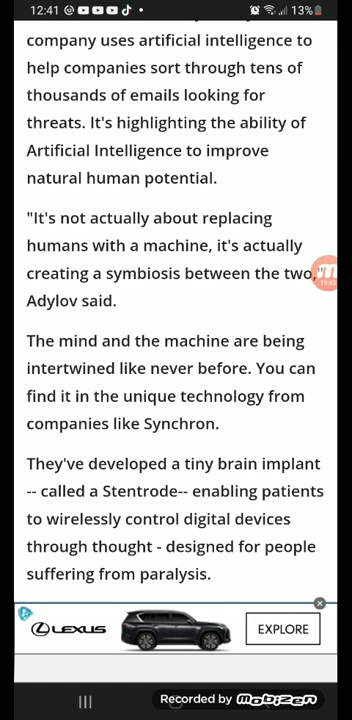 12:41 13%
company uses artificial intelligence to
help companies sort through tens of
thousands of emails looking for
threats. It's highlighting the ability of
Artificial Intelligence to improve
natural human potential.
"It's not actually about replacing
humans with a machine, it's actually
creating a symbiosis between the two,"
Adylov said.
The mind and the machine are being
intertwined like never before. You can
find it in the unique technology from
companies like Synchron.
They've developed a tiny brain implant
-- called a Stentrode-- enabling patients
to wirelessly control digital devices
through thought - designed for people
suffering from paralysis.
LEXUS EXPLORE
Recorded by MOBIZEN